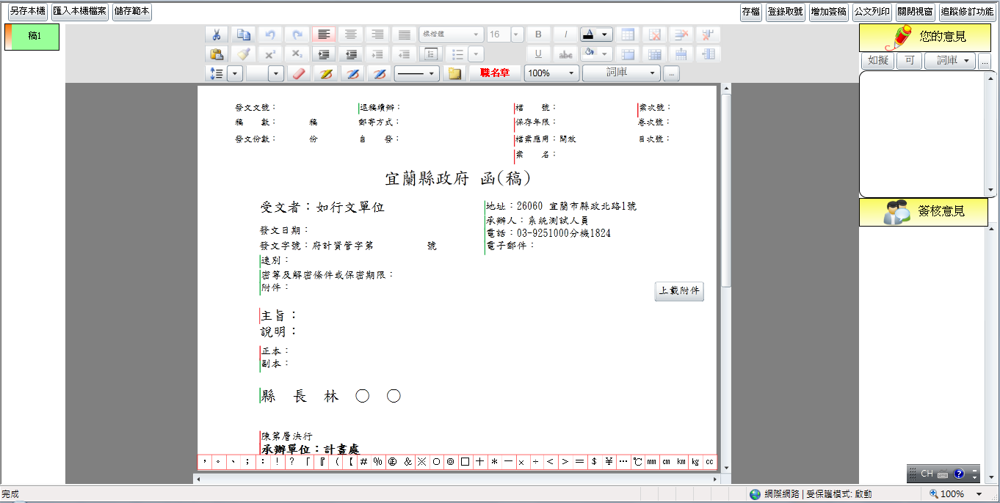 另存本機 匯入本機檔案 儲存範本 存檔 登錄取號 增加簽稿 公文列印 關閉視窗 追蹤修訂功能
稿1
標楷體 16 B I A
您的意見
x² x₂ U abc
如擬 可 詞庫 ...
職名章 100% 詞庫 ...
發文文號： 退稿續辦： 檔　號： 案次號：
稿　數：　稿 郵寄方式： 保存年限： 卷次號：
發文份數：　份 自　發： 檔案應用：開放 目次號：
案　名：
宜蘭縣政府 函(稿)
受文者：如行文單位
地址：26060 宜蘭市縣政北路1號
承辦人：系統測試人員
電話：03-9251000分機1824
電子郵件：
發文日期：
發文字號：府計資管字第　　　號
速別：
密等及解密條件或保密期限：
附件：
上載附件
主旨：
說明：
正本：
副本：
縣 長 林 ○ ○
陳第層決行
承辦單位：計畫處
， 。 、 ； ： ！ ？ 「 『 （ 【 # % ㊣ & ※ ○ ◎ □ ＋ * － × ÷ < > = $ ¥ … ℃ mm cm km kg cc
簽核意見
CH
完成 網際網路 | 受保護模式: 啟動 100%